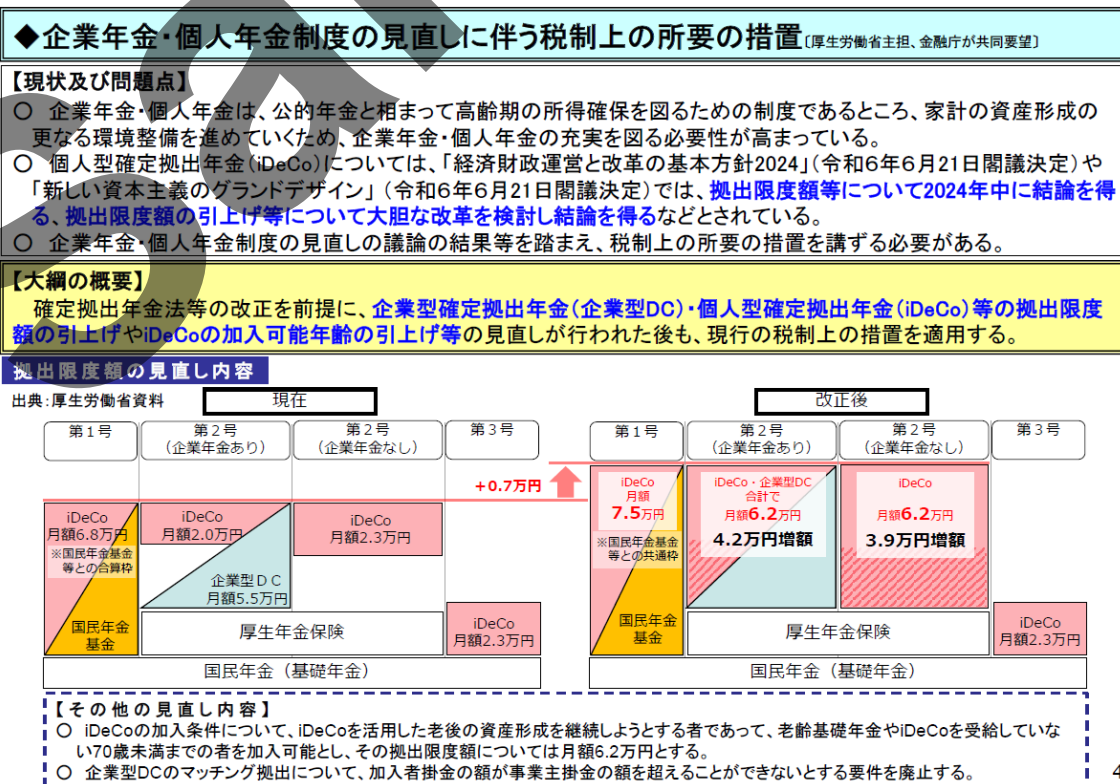 ◆企業年金・個人年金制度の見直しに伴う税制上の所要の措置〔厚生労働省主担、金融庁が共同要望〕
【現状及び問題点】
○ 企業年金・個人年金は、公的年金と相まって高齢期の所得確保を図るための制度であるところ、家計の資産形成の
更なる環境整備を進めていくため、企業年金・個人年金の充実を図る必要性が高まっている。
○ 個人型確定拠出年金(iDeCo)については、「経済財政運営と改革の基本方針2024」(令和6年6月21日閣議決定)や
「新しい資本主義のグランドデザイン」(令和6年6月21日閣議決定)では、拠出限度額等について2024年中に結論を得
る、拠出限度額の引上げ等について大胆な改革を検討し結論を得るなどとされている。
○ 企業年金・個人年金制度の見直しの議論の結果等を踏まえ、税制上の所要の措置を講ずる必要がある。
【大綱の概要】
確定拠出年金法等の改正を前提に、企業型確定拠出年金(企業型DC)・個人型確定拠出年金(iDeCo)等の拠出限度
額の引上げやiDeCoの加入可能年齢の引上げ等の見直しが行われた後も、現行の税制上の措置を適用する。
拠出限度額の見直し内容
出典:厚生労働省資料
現在
第1号
第2号
(企業年金あり)
第2号
(企業年金なし)
第3号
+0.7万円
iDeCo
月額6.8万円
※国民年金基金
等との合算枠
国民年金
基金
iDeCo
月額2.0万円
企業型DC
月額5.5万円
iDeCo
月額2.3万円
厚生年金保険
iDeCo
月額2.3万円
国民年金(基礎年金)
改正後
第1号
第2号
(企業年金あり)
第2号
(企業年金なし)
第3号
iDeCo
月額
7.5万円
※国民年金基金
等との共通枠
国民年金
基金
iDeCo・企業型DC
合計で
月額6.2万円
4.2万円増額
iDeCo
月額6.2万円
3.9万円増額
厚生年金保険
iDeCo
月額2.3万円
国民年金(基礎年金)
【その他の見直し内容】
○ iDeCoの加入条件について、iDeCoを活用した老後の資産形成を継続しようとする者であって、老齢基礎年金やiDeCoを受給していな
い70歳未満までの者を加入可能とし、その拠出限度額については月額6.2万円とする。
○ 企業型DCのマッチング拠出について、加入者掛金の額が事業主掛金の額を超えることができないとする要件を廃止する。